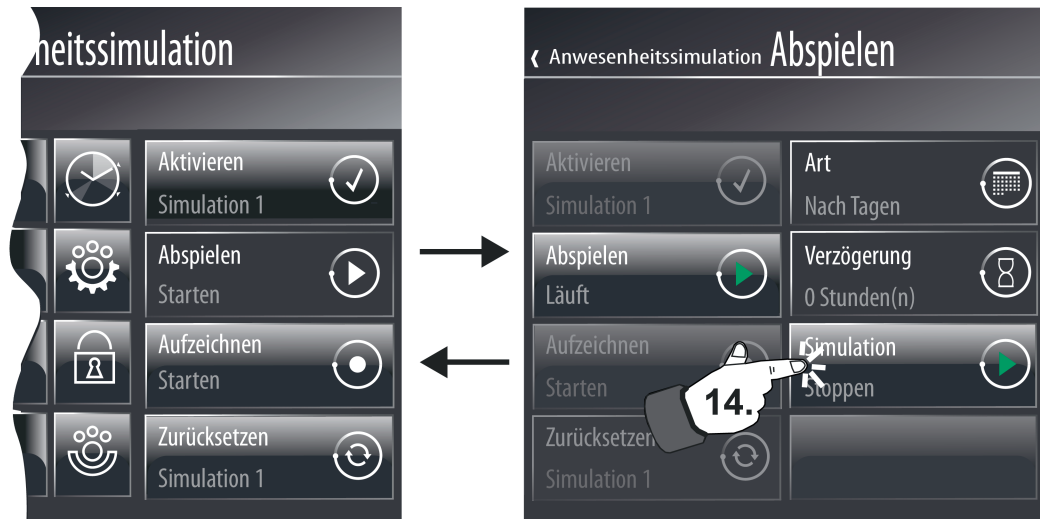 heitssimulation
Aktivieren
Simulation 1
Abspielen
Starten
Aufzeichnen
Starten
Zurücksetzen
Simulation 1
❰ Anwesenheitssimulation Abspielen
Aktivieren
Simulation 1
Abspielen
Läuft
Aufzeichnen
Starten
Zurücksetzen
Simulation 1
Art
Nach Tagen
Verzögerung
0 Stunden(n)
Simulation
Stoppen
14.